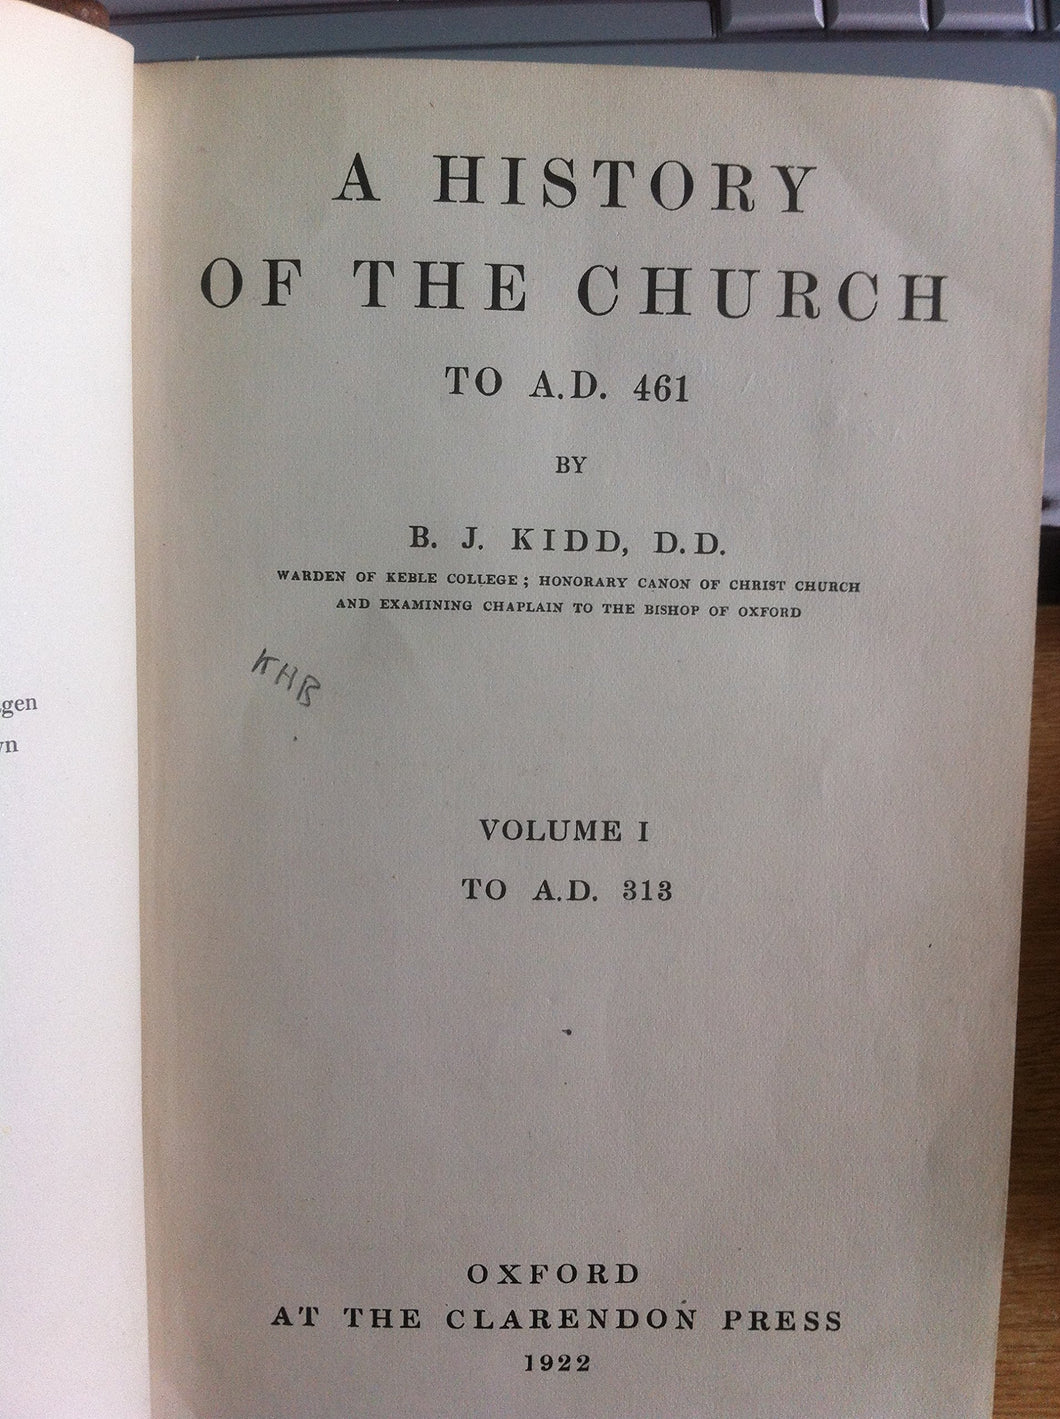 A HISTORY
OF THE CHURCH
TO A.D. 461
BY
B. J. KIDD, D.D.
WARDEN OF KEBLE COLLEGE; HONORARY CANON OF CHRIST CHURCH
AND EXAMINING CHAPLAIN TO THE BISHOP OF OXFORD
KHB
gen
VOLUME I
TO A.D. 313
OXFORD
AT THE CLARENDON PRESS
1922